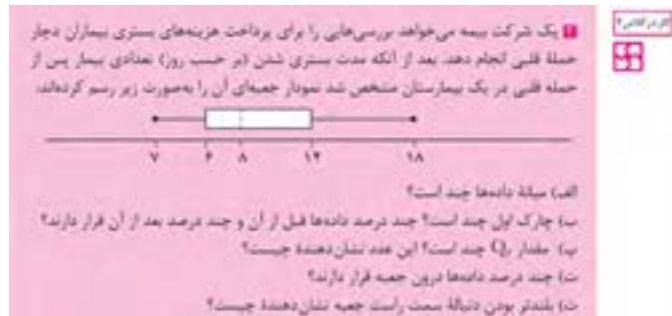 کار در کلاس ۲
۲ یک شرکت بیمه می‌خواهد بررسی‌هایی را برای پرداخت هزینه‌های بستری بیماران دچار
حملهٔ قلبی انجام دهد. بعد از آنکه مدت بستری شدن (بر حسب روز) تعدادی بیمار پس از
حمله قلبی در یک بیمارستان مشخص شد نمودار جعبه‌ای آن را به‌صورت زیر رسم کرده‌اند:
۷ ۶ ۸ ۱۲ ۱۸
الف) میانهٔ داده‌ها چند است؟
ب) چارک اول چند است؟ چند درصد داده‌ها قبل از آن و چند درصد بعد از آن قرار دارند؟
پ) مقدار Q₃ چند است؟ این عدد نشان‌دهندهٔ چیست؟
ت) چند درصد داده‌ها درون جعبه قرار دارند؟
ث) بلندتر بودن دنبالهٔ سمت راست جعبه نشان‌دهندهٔ چیست؟